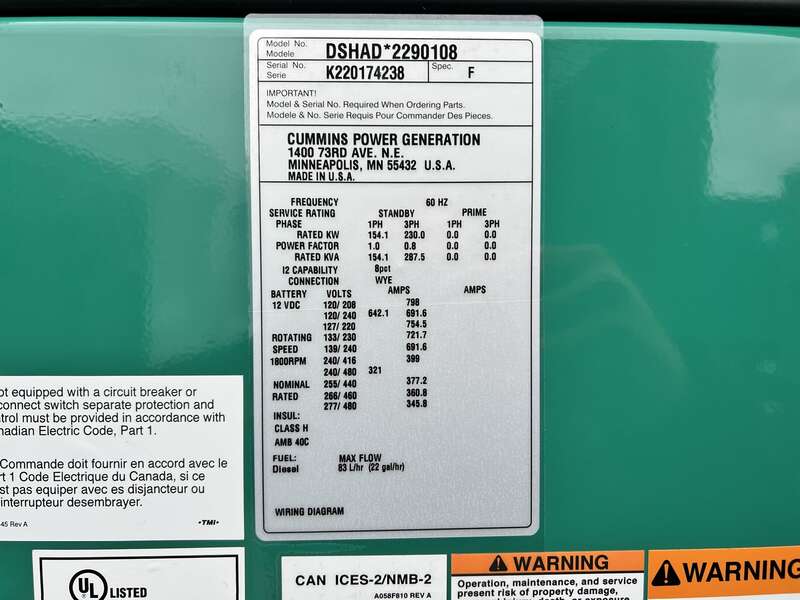 Model No. DSHAD*2290108
Modele
Serial No. K220174238 Spec. F
Serie
IMPORTANT!
Model & Serial No. Required When Ordering Parts.
Modele & No. Serie Requis Pour Commander Des Pieces.
CUMMINS POWER GENERATION
1400 73RD AVE. N.E.
MINNEAPOLIS, MN 55432 U.S.A.
MADE IN U.S.A.
FREQUENCY 60 HZ
SERVICE RATING STANDBY PRIME
PHASE 1PH 3PH 1PH 3PH
RATED KW 154.1 230.0 0.0 0.0
POWER FACTOR 1.0 0.8 0.0 0.0
RATED KVA 154.1 287.5 0.0 0.0
I2 CAPABILITY 8pct
CONNECTION WYE
BATTERY VOLTS AMPS AMPS
12 VDC 120/ 208 798
120/ 240 642.1 691.6
127/ 220 754.5
ROTATING 133/ 230 721.7
SPEED 139/ 240 691.6
1800RPM 240/ 416 399
240/ 480 321
NOMINAL 255/ 440 377.2
RATED 266/ 460 360.8
277/ 480 345.8
INSUL:
CLASS H
AMB 40C
FUEL: MAX FLOW
Diesel 83 L/hr (22 gal/hr)
WIRING DIAGRAM
ot equipped with a circuit breaker or
connect switch separate protection and
ntrol must be provided in accordance with
nadian Electric Code, Part 1.
Commande doit fournir en accord avec le
rt 1 Code Electrique du Canada, si ce
est pas equiper avec es disjoncteur ou
interrupteur desembrayer.
45 Rev A •TMI•
UL LISTED
CAN ICES-2/NMB-2
A058F810 REV A
WARNING
Operation, maintenance, and service
present risk of property damage,
WARNING